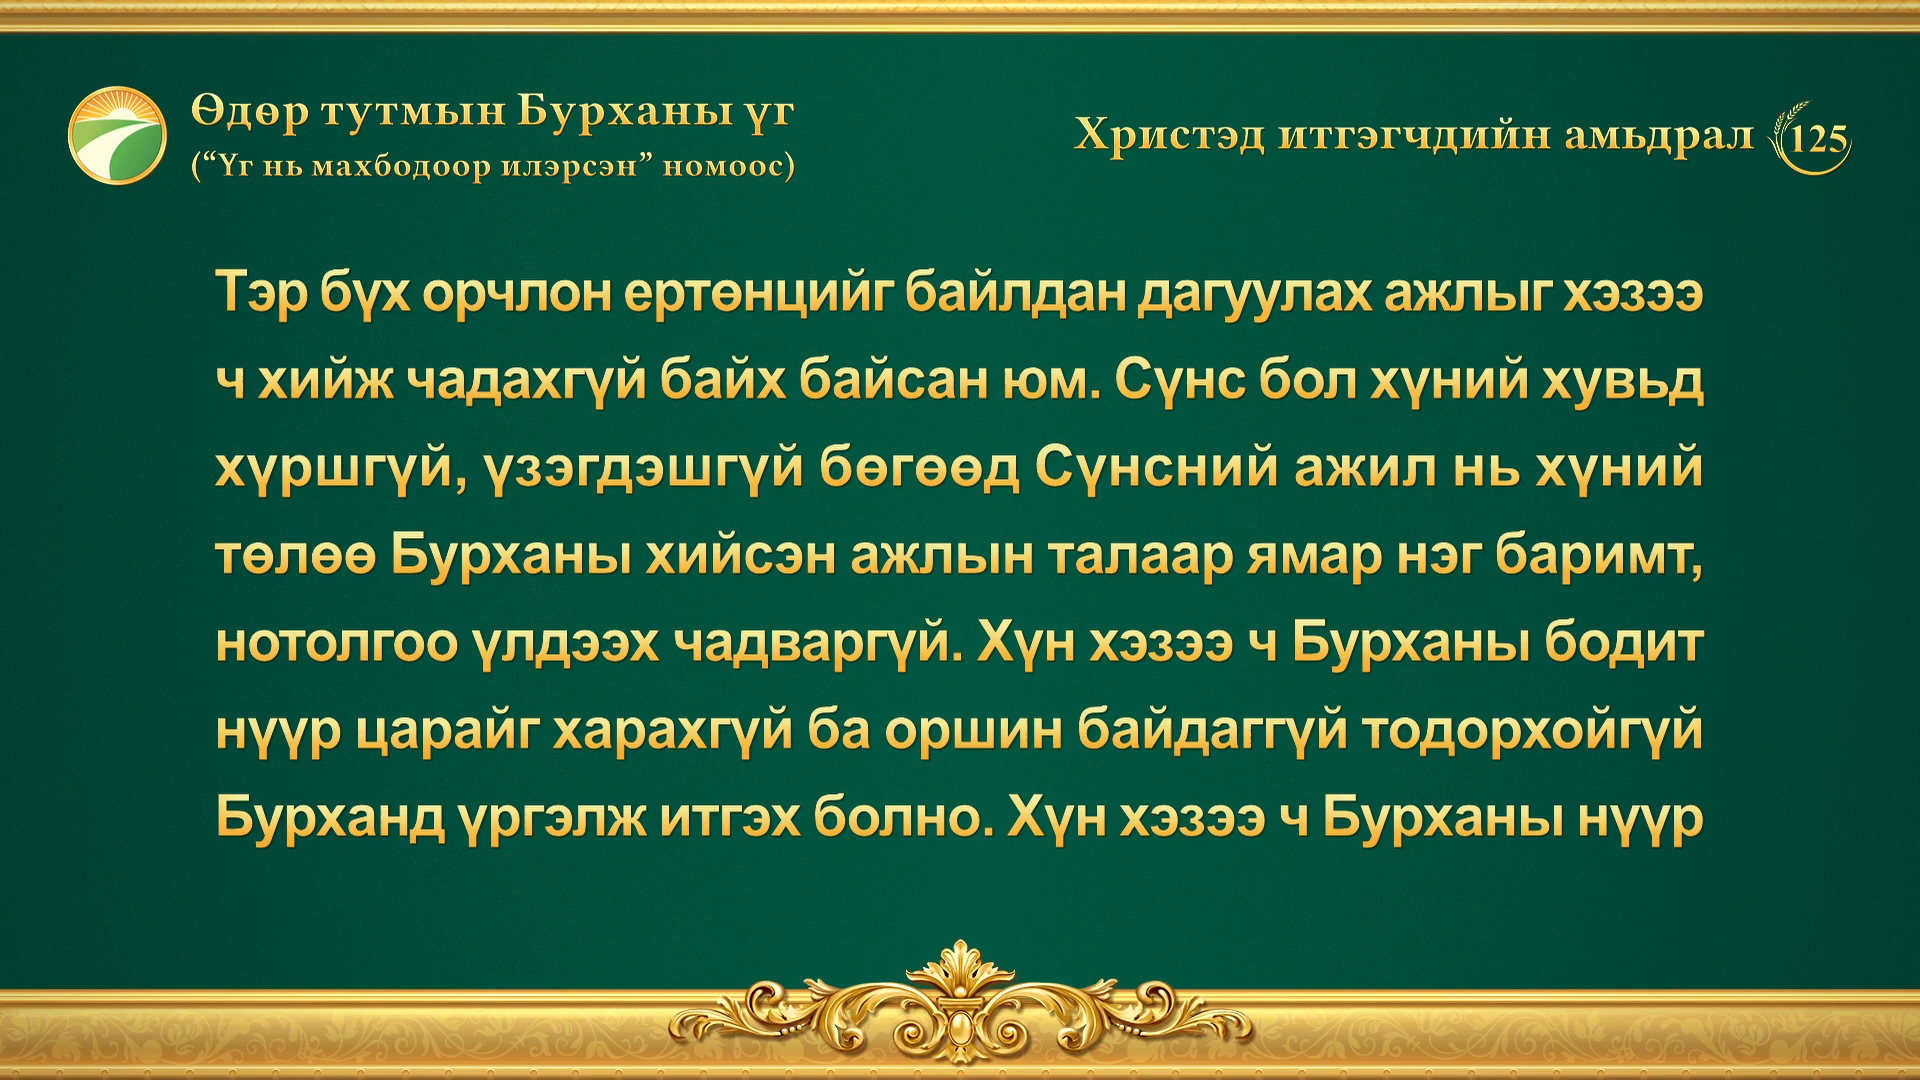 Өдөр тутмын Бурханы үг
(“Үг нь махбодоор илэрсэн” номоос)
Христэд итгэгчдийн амьдрал 125
Тэр бүх орчлон ертөнцийг байлдан дагуулах ажлыг хэзээ
ч хийж чадахгүй байх байсан юм. Сүнс бол хүний хувьд
хүршгүй, үзэгдэшгүй бөгөөд Сүнсний ажил нь хүний
төлөө Бурханы хийсэн ажлын талаар ямар нэг баримт,
нотолгоо үлдээх чадваргүй. Хүн хэзээ ч Бурханы бодит
нүүр царайг харахгүй ба оршин байдаггүй тодорхойгүй
Бурханд үргэлж итгэх болно. Хүн хэзээ ч Бурханы нүүр